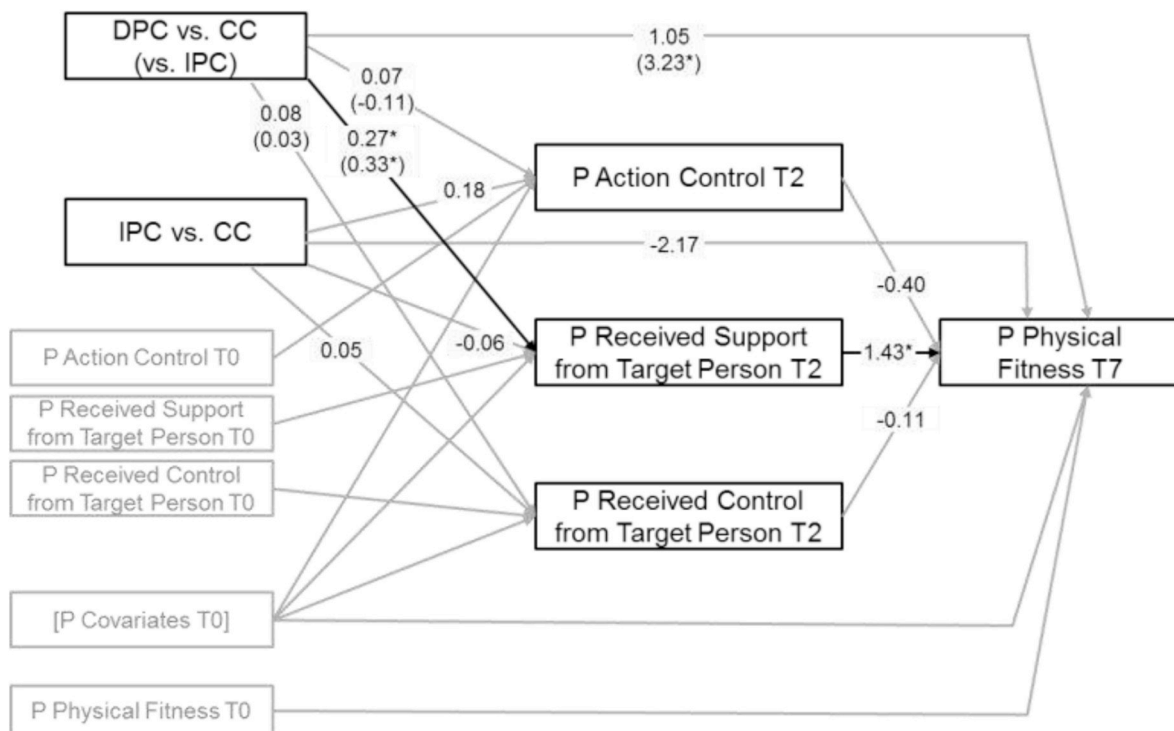 DPC vs. CC
(vs. IPC)
1.05
(3.23*)
0.07
(-0.11)
0.08
(0.03)
0.27*
(0.33*)
P Action Control T2
0.18
IPC vs. CC
-2.17
-0.40
P Action Control T0
0.05
-0.06
P Received Support
from Target Person T2
1.43*
P Physical
Fitness T7
P Received Support
from Target Person T0
-0.11
P Received Control
from Target Person T0
P Received Control
from Target Person T2
[P Covariates T0]
P Physical Fitness T0